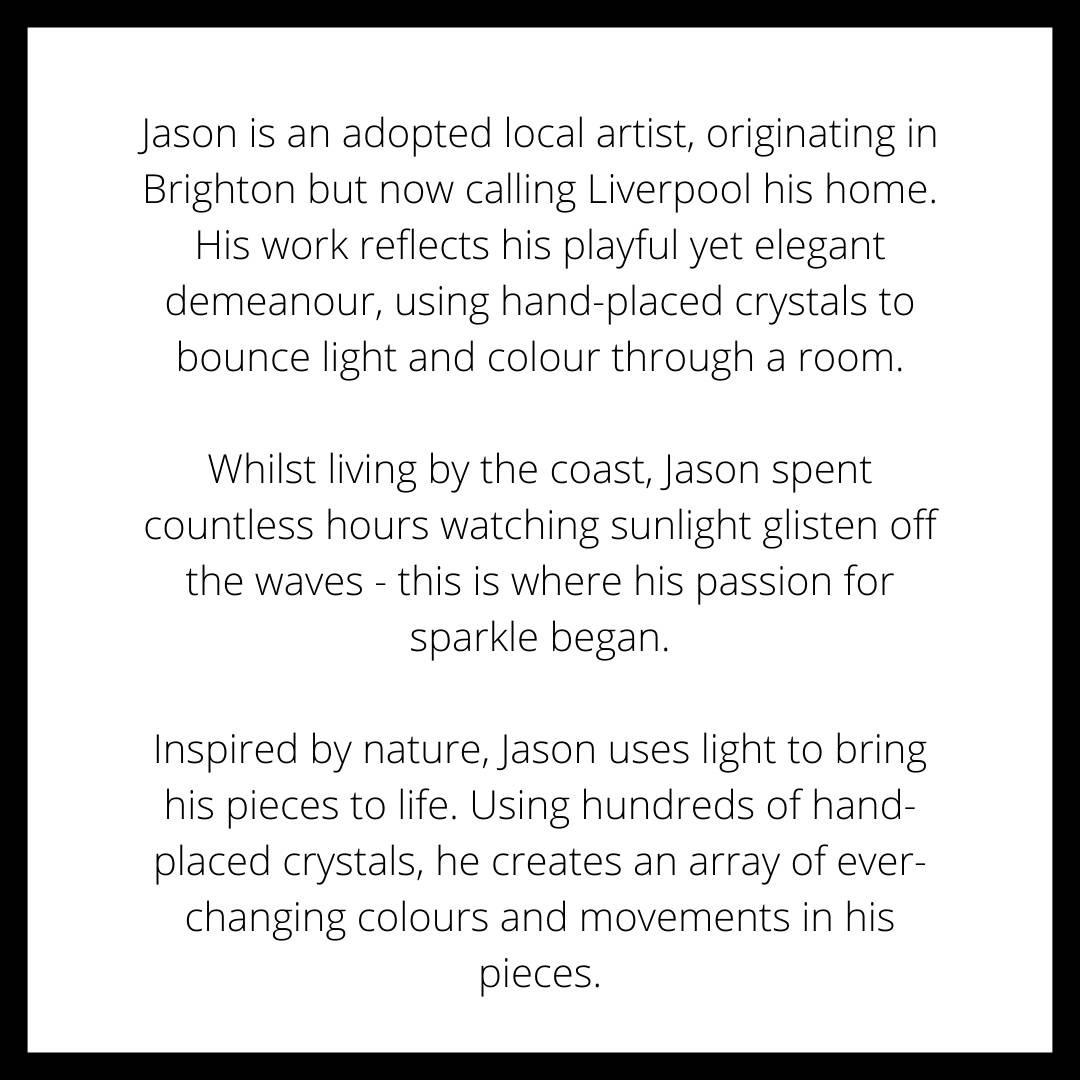 Jason is an adopted local artist, originating in
Brighton but now calling Liverpool his home.
His work reflects his playful yet elegant
demeanour, using hand-placed crystals to
bounce light and colour through a room.
Whilst living by the coast, Jason spent
countless hours watching sunlight glisten off
the waves - this is where his passion for
sparkle began.
Inspired by nature, Jason uses light to bring
his pieces to life. Using hundreds of hand-
placed crystals, he creates an array of ever-
changing colours and movements in his
pieces.